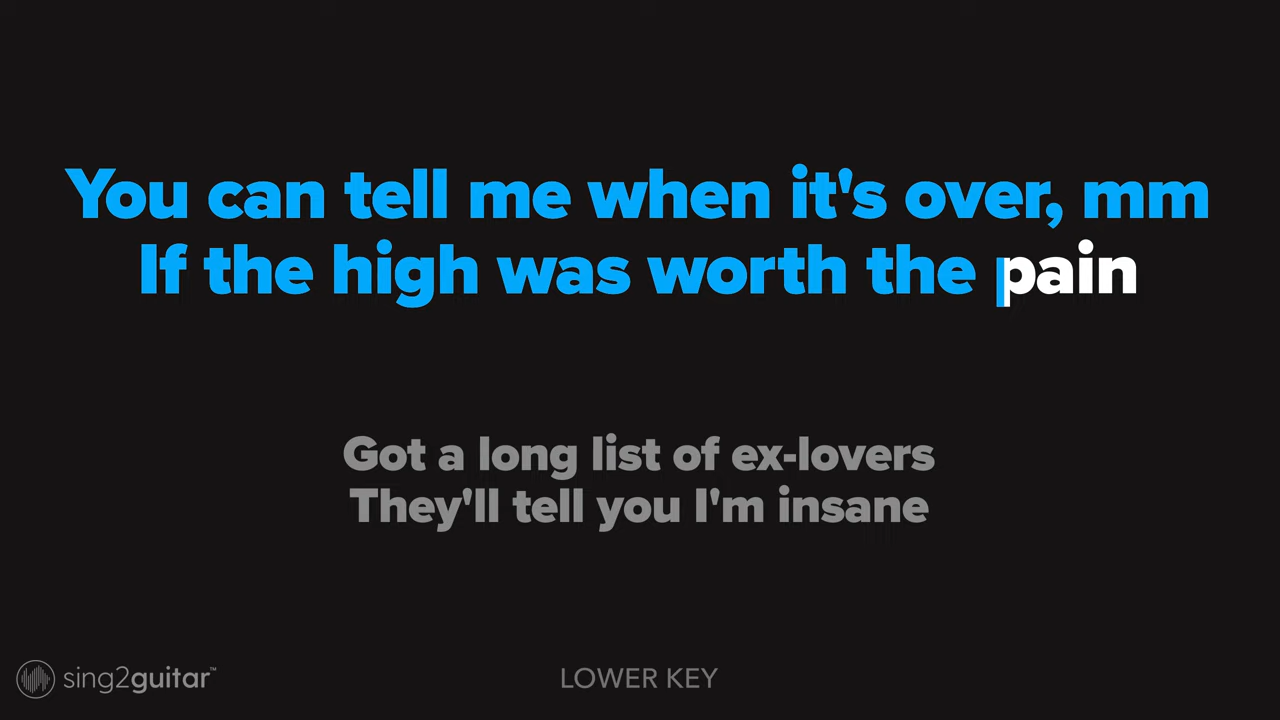 You can tell me when it's over, mm
If the high was worth the pain
Got a long list of ex-lovers
They'll tell you I'm insane
sing2guitar™
LOWER KEY